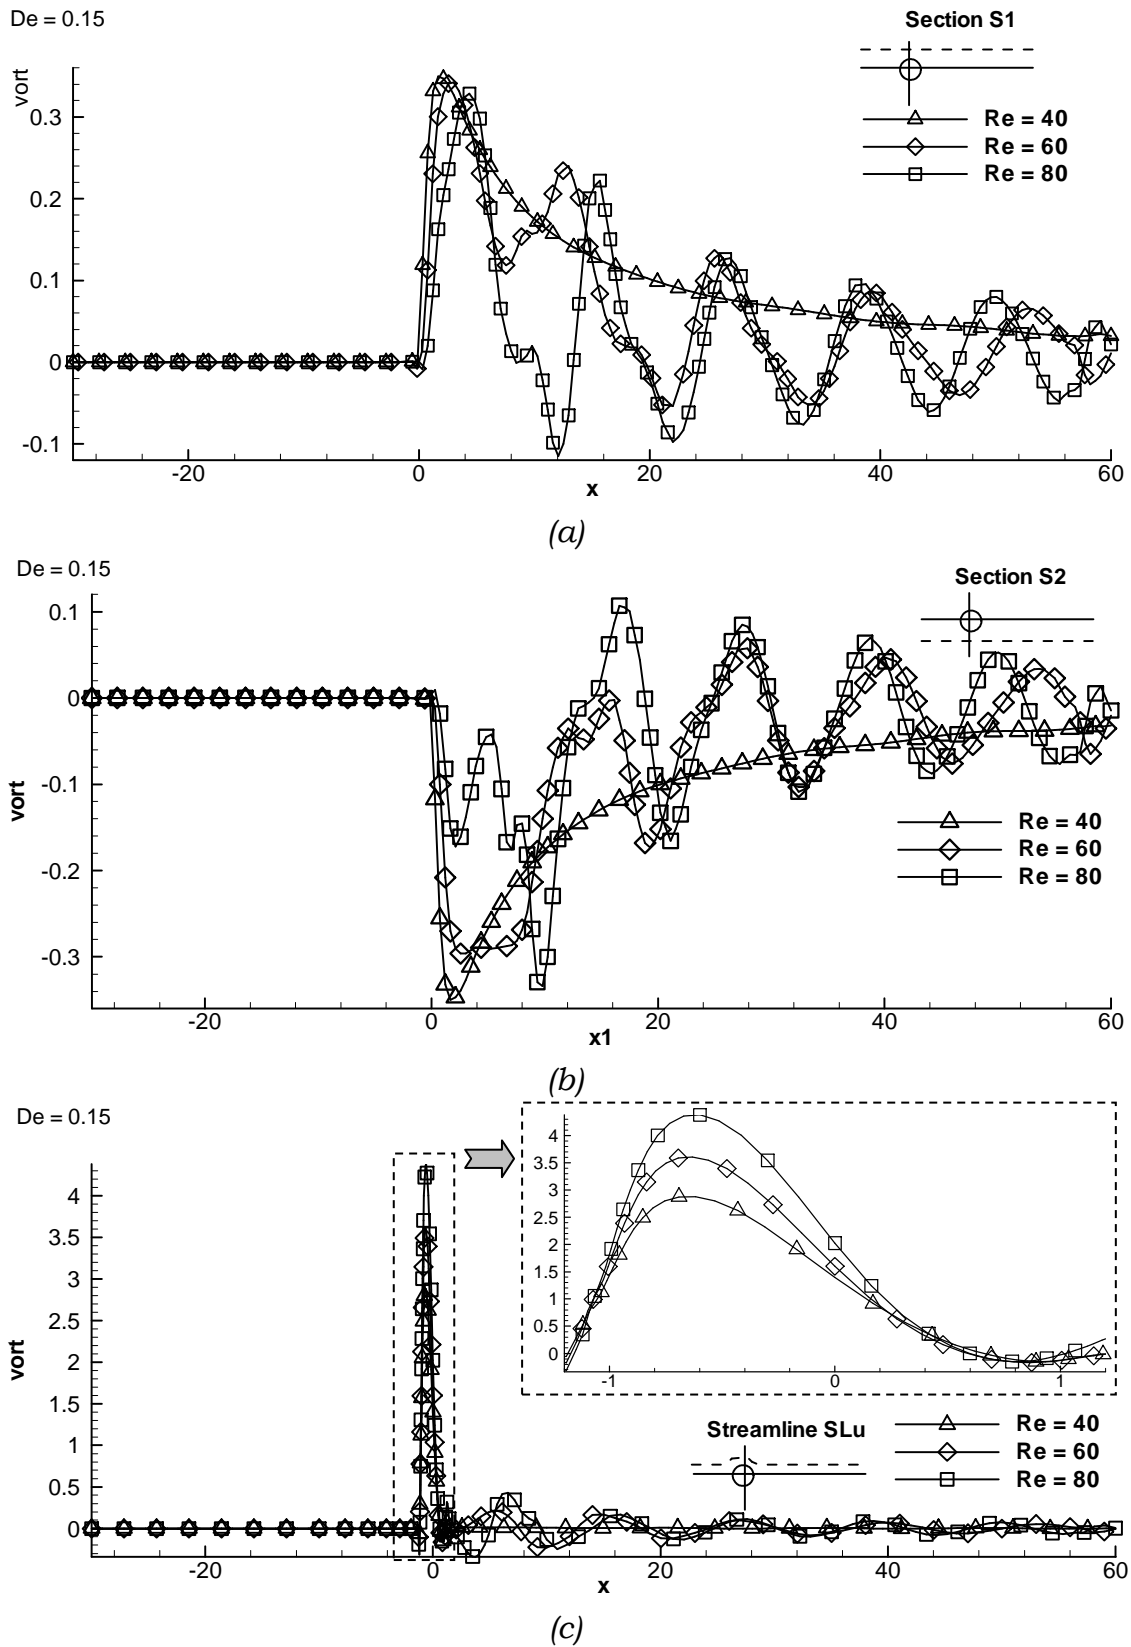 De = 0.15
Section S1
vort
Re = 40
Re = 60
Re = 80
0.3
0.2
0.1
0
-0.1
-20
0
20
40
60
x
(a)
De = 0.15
Section S2
vort
0.1
0
-0.1
-0.2
-0.3
Re = 40
Re = 60
Re = 80
-20
0
20
40
60
x1
(b)
De = 0.15
4
3.5
3
2.5
2
1.5
1
0.5
0
-1
0
1
vort
4
3.5
3
2.5
2
1.5
1
0.5
0
Streamline SLu
Re = 40
Re = 60
Re = 80
-20
0
20
40
60
x
(c)